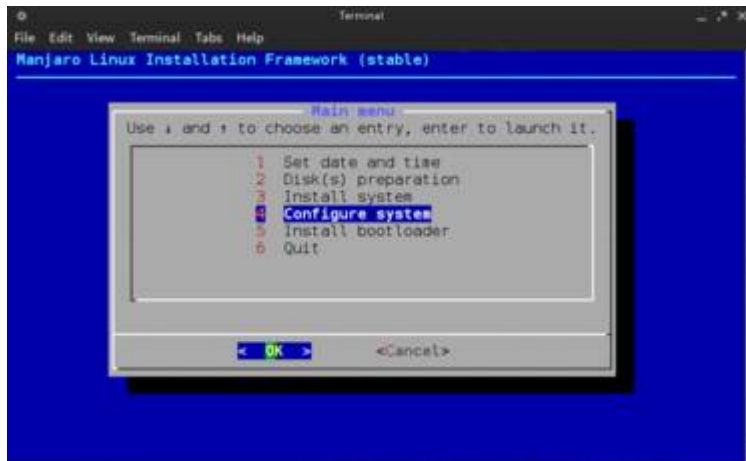 Terminal
File Edit View Terminal Tabs Help
Manjaro Linux Installation Framework (stable)
Main menu
Use ↓ and ↑ to choose an entry, enter to launch it.
1 Set date and time
2 Disk(s) preparation
3 Install system
4 Configure system
5 Install bootloader
6 Quit
< OK > <Cancel>